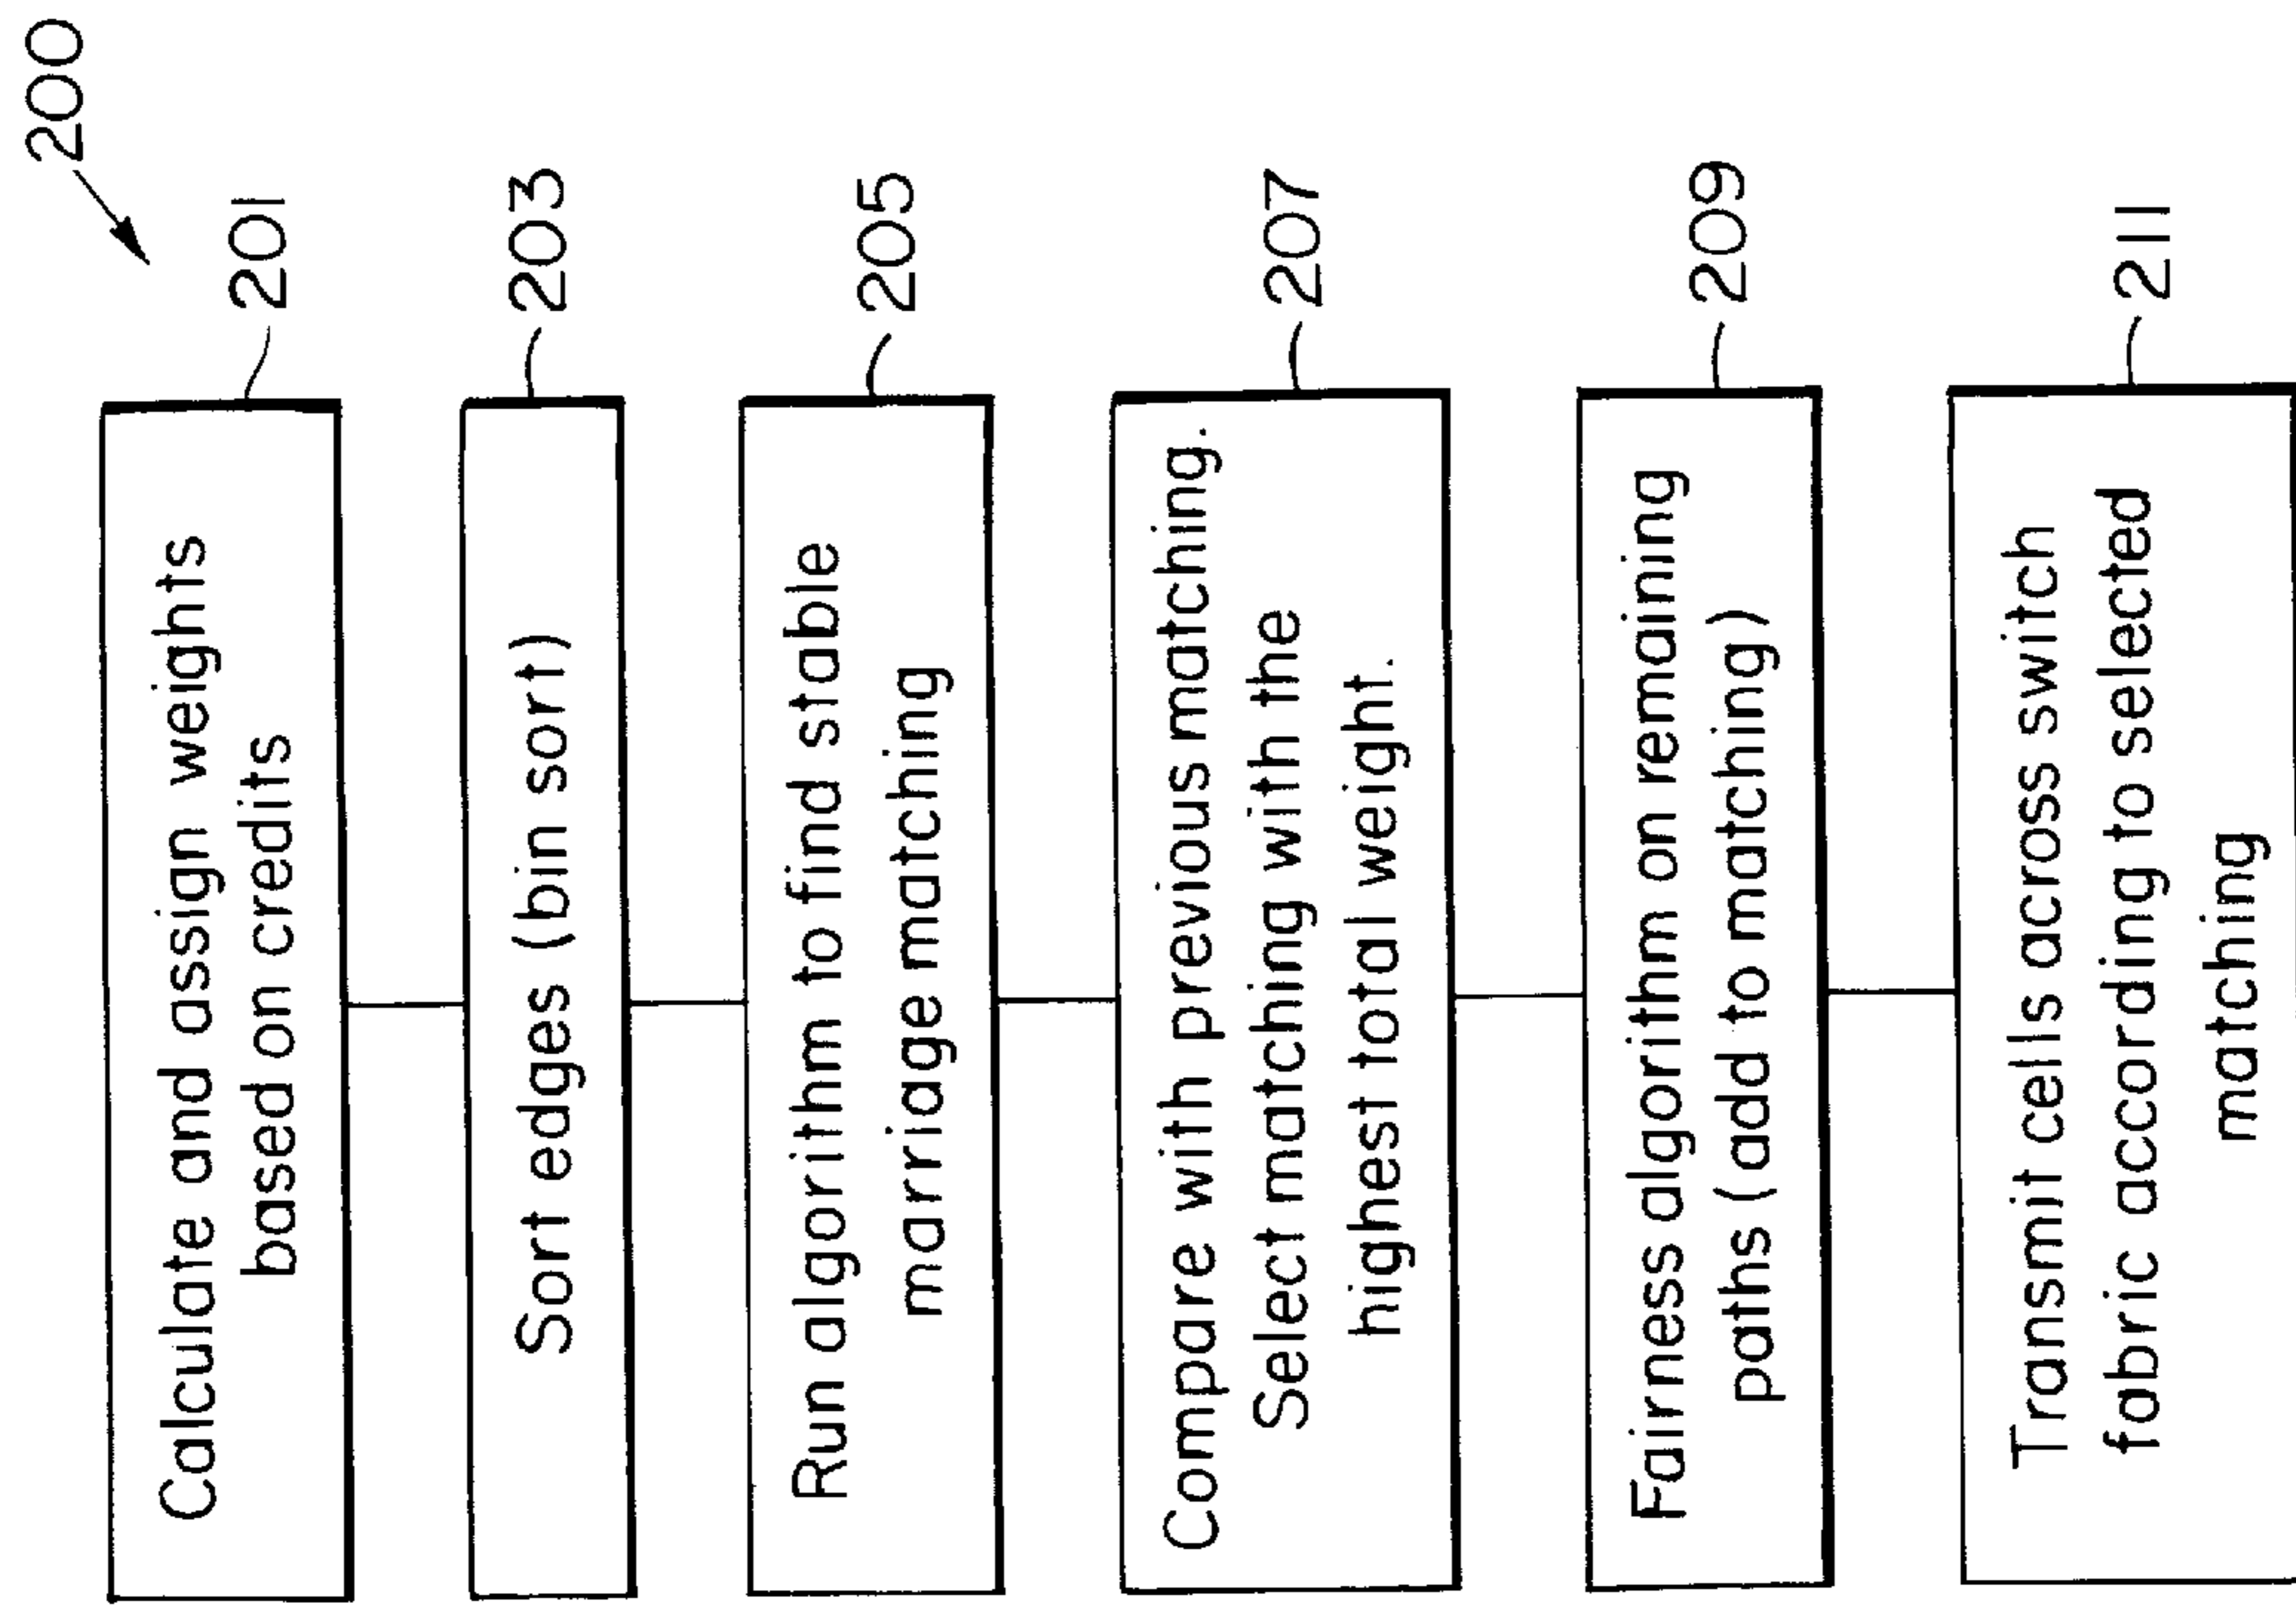 200
Calculate and assign weights
based on credits
201
Sort edges (bin sort)
203
Run algorithm to find stable
marriage matching
205
Compare with previous matching.
Select matching with the
highest total weight.
207
Fairness algorithm on remaining
paths (add to matching)
209
Transmit cells across switch
fabric according to selected
matching
211